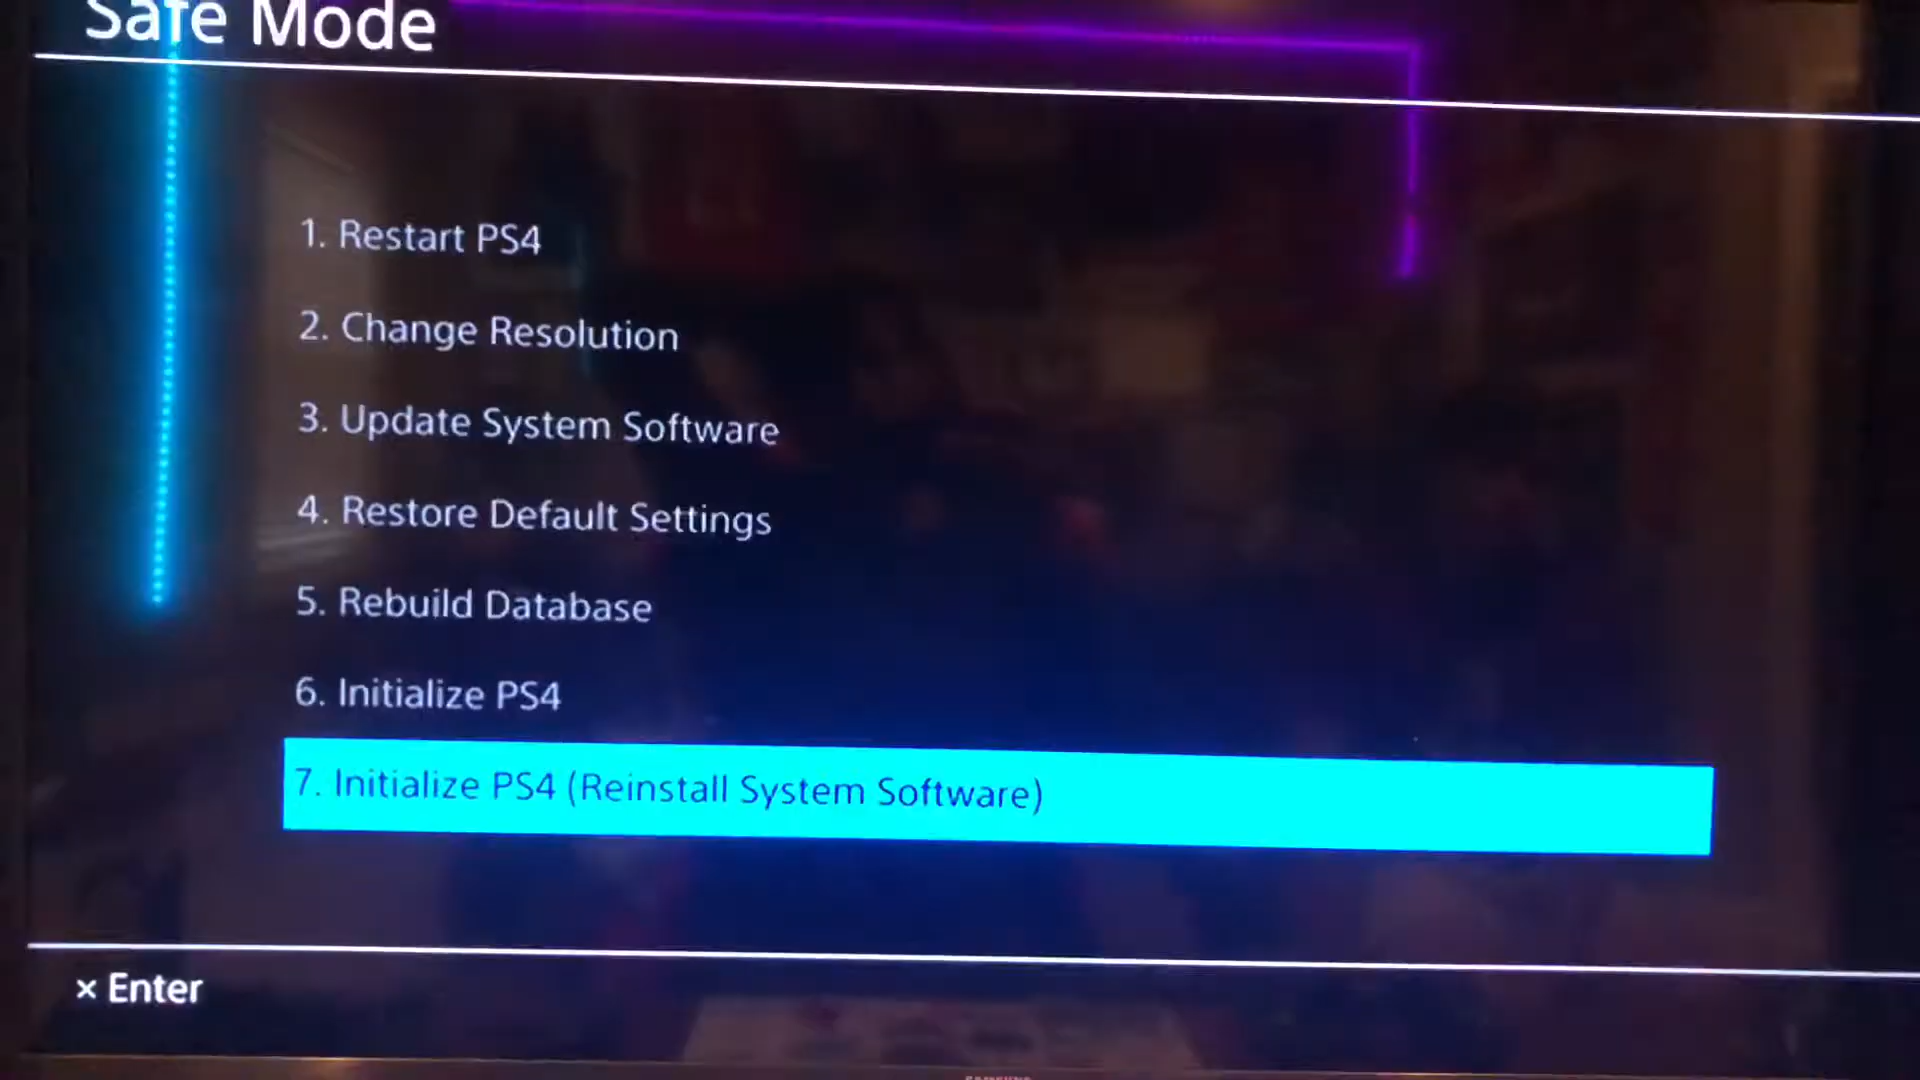 Safe Mode
1. Restart PS4
2. Change Resolution
3. Update System Software
4. Restore Default Settings
5. Rebuild Database
6. Initialize PS4
7. Initialize PS4 (Reinstall System Software)
× Enter